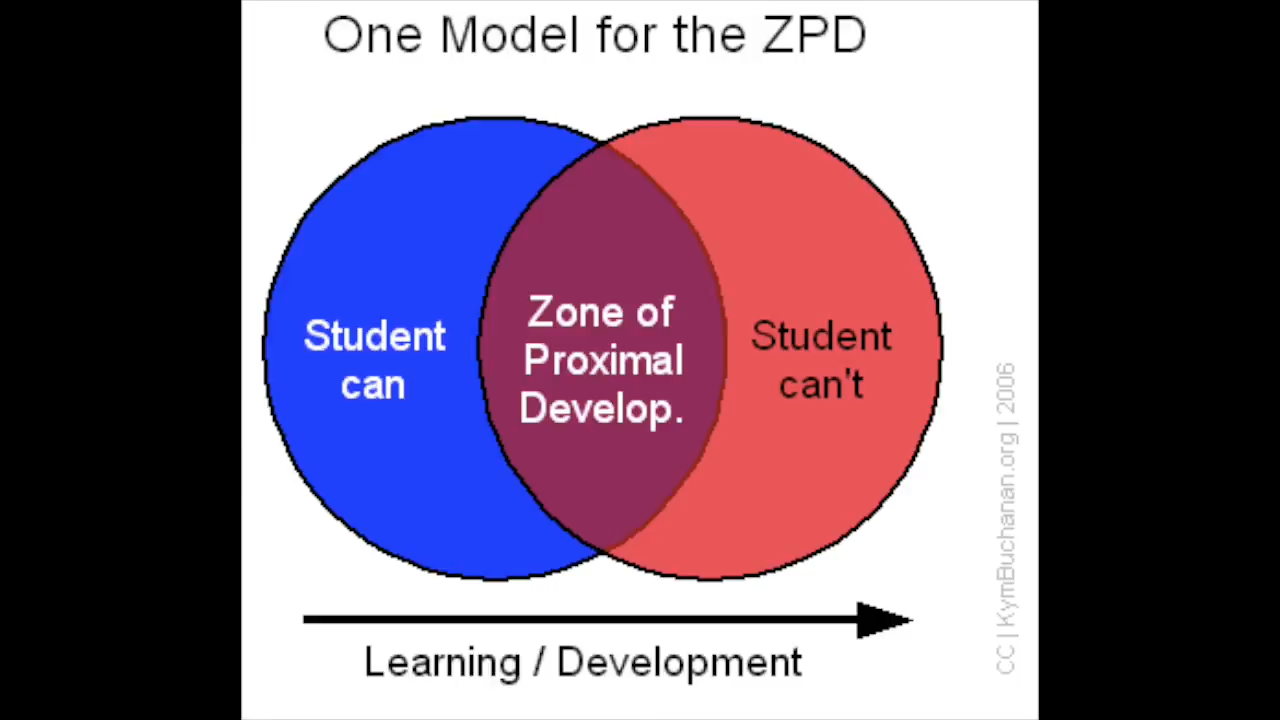 One Model for the ZPD
Student
can
Zone of
Proximal
Develop.
Student
can't
Learning / Development
CC | KymBuchanan.org | 2006